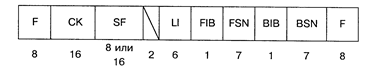 F CK SF LI FIB FSN BIB BSN F
8 16 8 или 2 6 1 7 1 7 8
16